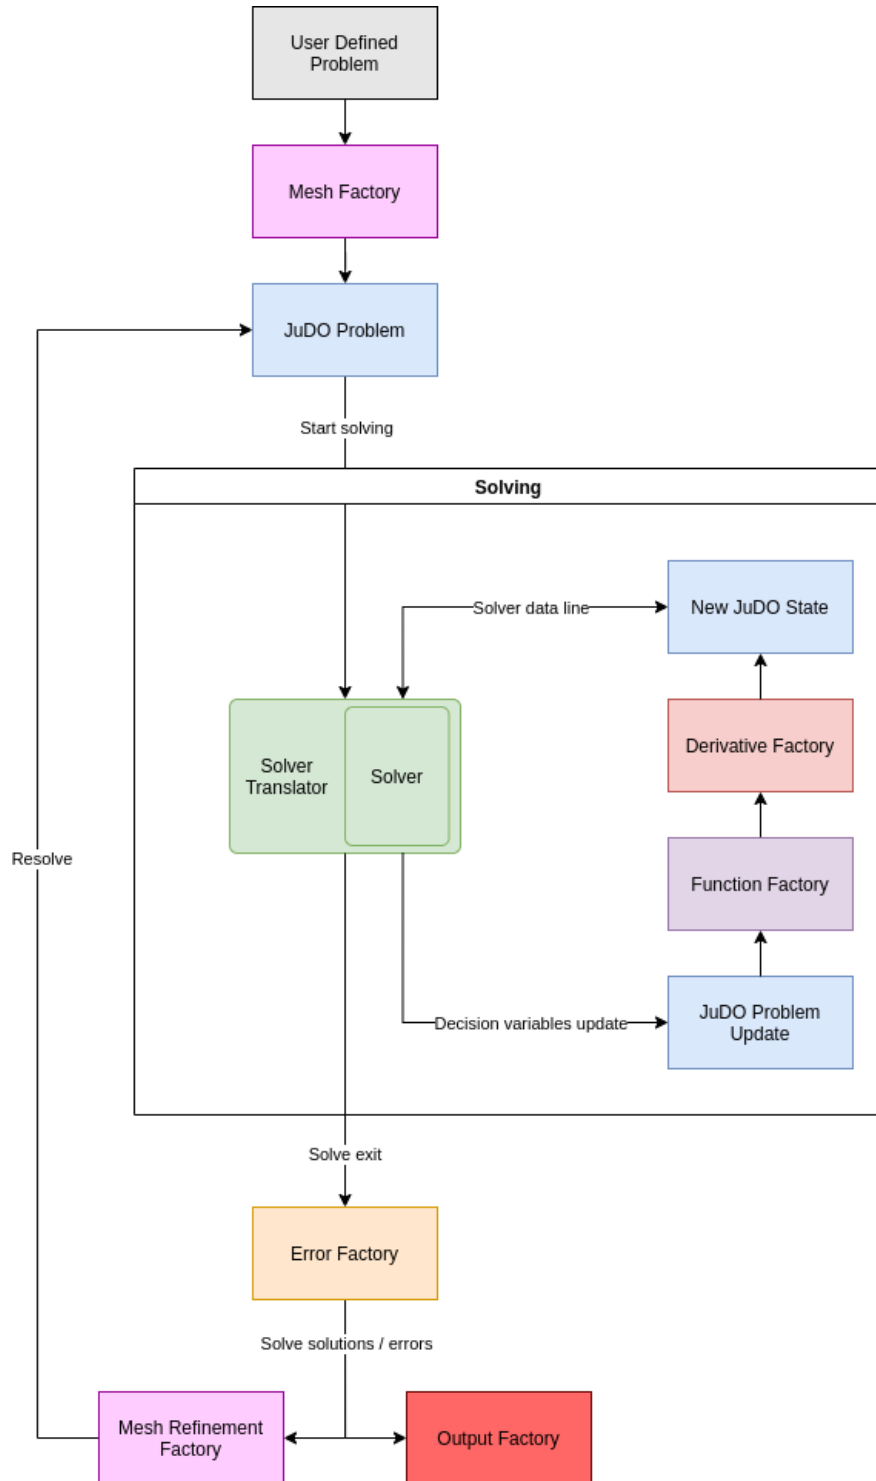 User Defined
Problem
Mesh Factory
JuDO Problem
Start solving
Solving
Solver data line
New JuDO State
Derivative Factory
Solver
Translator
Solver
Resolve
Function Factory
Decision variables update
JuDO Problem
Update
Solve exit
Error Factory
Solve solutions / errors
Mesh Refinement
Factory
Output Factory